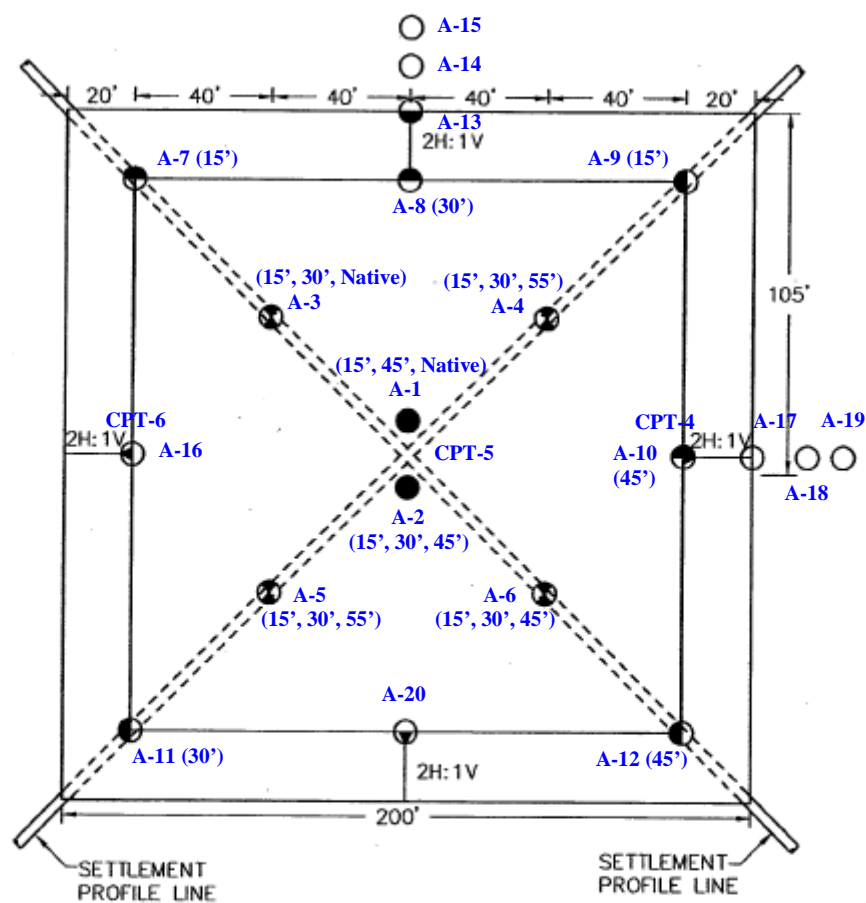 A-15
A-14
20' 40' 40' 40' 40' 20'
A-13
2H: 1V
A-7 (15')
A-9 (15')
A-8 (30')
(15', 30', Native)
A-3
(15', 30', 55')
A-4
105'
(15', 45', Native)
A-1
CPT-6
2H: 1V
A-16
CPT-5
CPT-4
A-10
(45')
2H: 1V
A-17
A-19
A-18
A-2
(15', 30', 45')
A-5
(15', 30', 55')
A-6
(15', 30', 45')
A-20
A-11 (30')
A-12 (45')
2H: 1V
200'
SETTLEMENT
PROFILE LINE
SETTLEMENT
PROFILE LINE